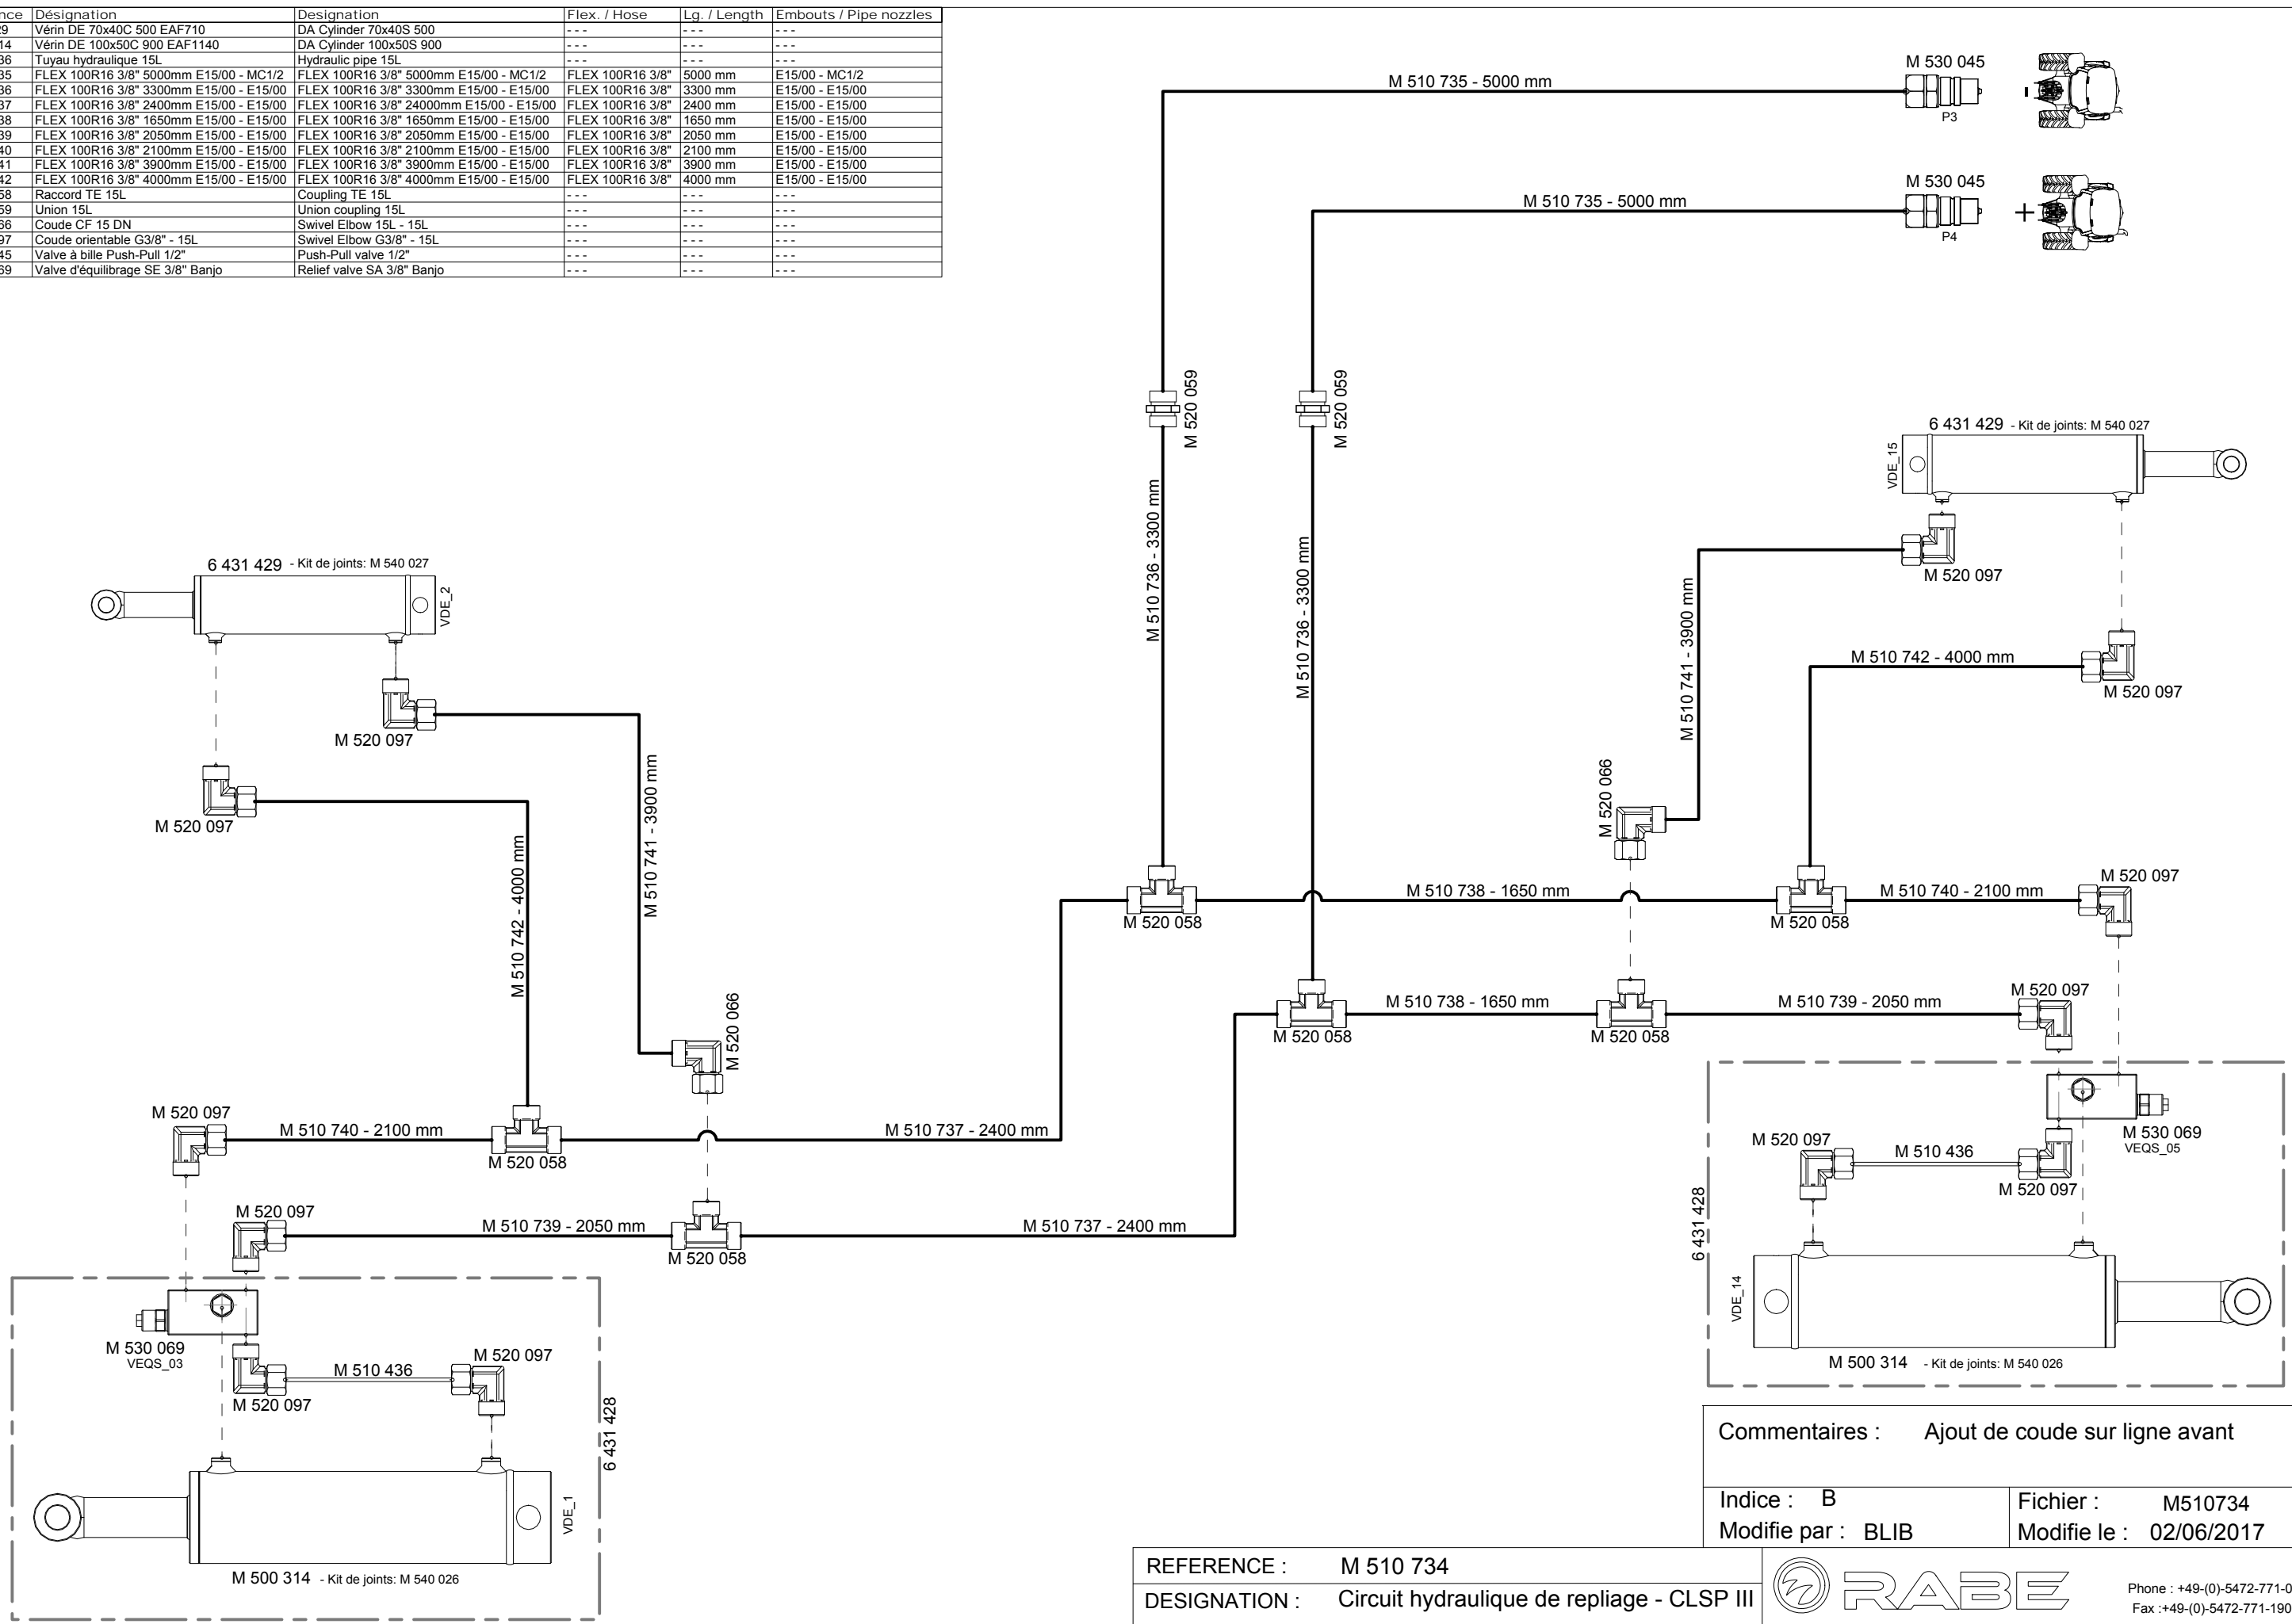 nce Désignation Designation Flex. / Hose Lg. / Length Embouts / Pipe nozzles
29 Vérin DE 70x40C 500 EAF710 DA Cylinder 70x40S 500 - - - - - - - - -
14 Vérin DE 100x50C 900 EAF1140 DA Cylinder 100x50S 900 - - - - - - - - -
36 Tuyau hydraulique 15L Hydraulic pipe 15L - - - - - - - - -
35 FLEX 100R16 3/8" 5000mm E15/00 - MC1/2 FLEX 100R16 3/8" 5000mm E15/00 - MC1/2 FLEX 100R16 3/8" 5000 mm E15/00 - MC1/2
36 FLEX 100R16 3/8" 3300mm E15/00 - E15/00 FLEX 100R16 3/8" 3300mm E15/00 - E15/00 FLEX 100R16 3/8" 3300 mm E15/00 - E15/00
37 FLEX 100R16 3/8" 2400mm E15/00 - E15/00 FLEX 100R16 3/8" 24000mm E15/00 - E15/00 FLEX 100R16 3/8" 2400 mm E15/00 - E15/00
38 FLEX 100R16 3/8" 1650mm E15/00 - E15/00 FLEX 100R16 3/8" 1650mm E15/00 - E15/00 FLEX 100R16 3/8" 1650 mm E15/00 - E15/00
39 FLEX 100R16 3/8" 2050mm E15/00 - E15/00 FLEX 100R16 3/8" 2050mm E15/00 - E15/00 FLEX 100R16 3/8" 2050 mm E15/00 - E15/00
40 FLEX 100R16 3/8" 2100mm E15/00 - E15/00 FLEX 100R16 3/8" 2100mm E15/00 - E15/00 FLEX 100R16 3/8" 2100 mm E15/00 - E15/00
41 FLEX 100R16 3/8" 3900mm E15/00 - E15/00 FLEX 100R16 3/8" 3900mm E15/00 - E15/00 FLEX 100R16 3/8" 3900 mm E15/00 - E15/00
42 FLEX 100R16 3/8" 4000mm E15/00 - E15/00 FLEX 100R16 3/8" 4000mm E15/00 - E15/00 FLEX 100R16 3/8" 4000 mm E15/00 - E15/00
58 Raccord TE 15L Coupling TE 15L - - - - - - - - -
59 Union 15L Union coupling 15L - - - - - - - - -
66 Coude CF 15 DN Swivel Elbow 15L - 15L - - - - - - - - -
97 Coude orientable G3/8" - 15L Swivel Elbow G3/8" - 15L - - - - - - - - -
45 Valve à bille Push-Pull 1/2" Push-Pull valve 1/2" - - - - - - - - -
69 Valve d'équilibrage SE 3/8" Banjo Relief valve SA 3/8" Banjo - - - - - - - - -
M 510 735 - 5000 mm
M 530 045
P3
-
M 510 735 - 5000 mm
M 530 045
P4
+
M 520 059
M 520 059
6 431 429 - Kit de joints: M 540 027
VDE_15
M 520 097
M 510 736 - 3300 mm
M 510 736 - 3300 mm
M 510 741 - 3900 mm
M 510 742 - 4000 mm
M 520 097
6 431 429 - Kit de joints: M 540 027
VDE_2
M 520 097
M 520 097
M 510 742 - 4000 mm
M 510 741 - 3900 mm
M 520 066
M 520 066
M 520 058
M 510 738 - 1650 mm
M 520 058
M 510 740 - 2100 mm
M 520 097
M 520 058
M 510 738 - 1650 mm
M 520 058
M 510 739 - 2050 mm
M 520 097
M 520 097
M 510 740 - 2100 mm
M 520 058
M 510 737 - 2400 mm
M 520 097
M 510 739 - 2050 mm
M 520 058
M 510 737 - 2400 mm
M 530 069
VEQS_05
M 520 097
M 510 436
M 520 097
6 431 428
VDE_14
M 500 314 - Kit de joints: M 540 026
M 530 069
VEQS_03
M 520 097
M 510 436
M 520 097
6 431 428
VDE_1
M 500 314 - Kit de joints: M 540 026
Commentaires : Ajout de coude sur ligne avant
Indice : B
Fichier : M510734
Modifie par : BLIB
Modifie le : 02/06/2017
REFERENCE : M 510 734
DESIGNATION : Circuit hydraulique de repliage - CLSP III
RABE
Phone : +49-(0)-5472-771-0
Fax :+49-(0)-5472-771-190